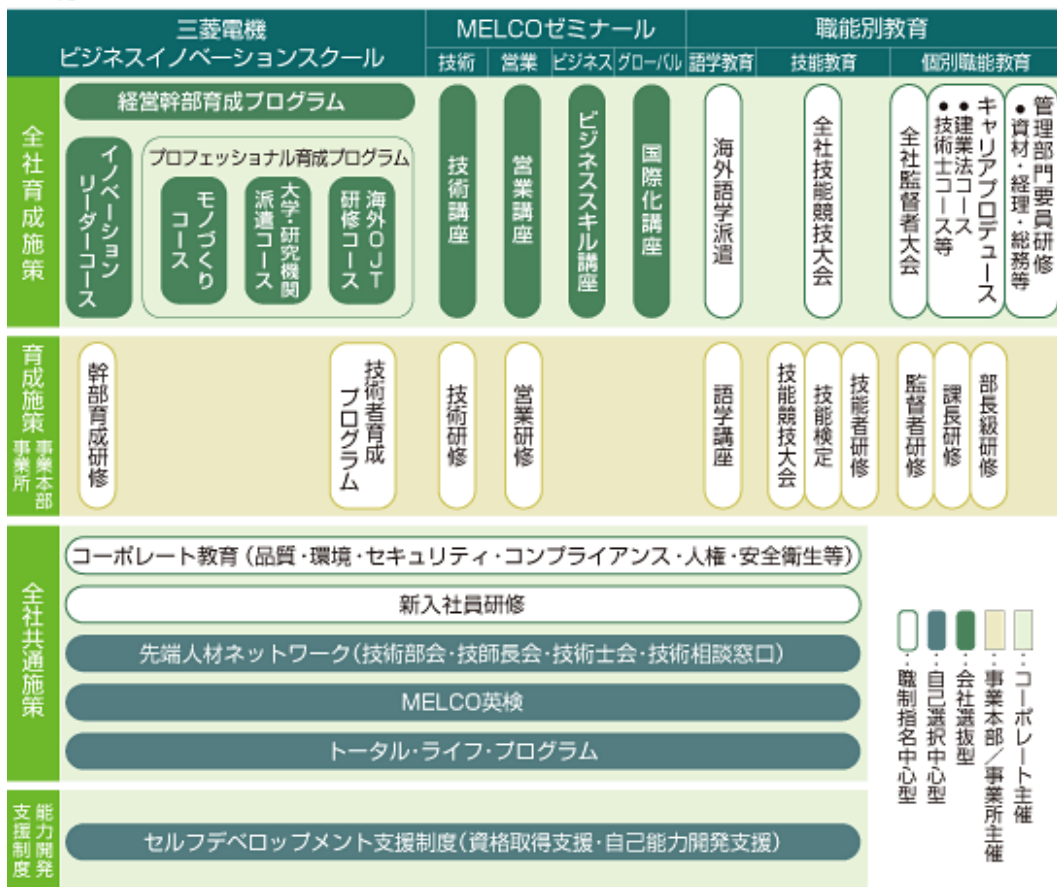 三菱電機
ビジネスイノベーションスクール
MELCOゼミナール
技術
営業
ビジネス
グローバル
職能別教育
語学教育
技能教育
個別職能教育
全社育成施策
経営幹部育成プログラム
イノベーション
リーダーコース
プロフェッショナル育成プログラム
モノづくり
コース
大学・研究機関
派遣コース
海外OJT
研修コース
技術講座
営業講座
ビジネススキル講座
国際化講座
海外語学派遣
全社技能競技大会
全社監督者大会
キャリアプロデュース
●建業法コース
●技術士コース等
管理部門要員研修
●資材・経理・総務等
育成施策
事業本部
事業所
幹部育成研修
技術者育成
プログラム
技術研修
営業研修
語学講座
技能競技大会
技能検定
技能者研修
監督者研修
課長研修
部長級研修
全社共通施策
コーポレート教育(品質・環境・セキュリティ・コンプライアンス・人権・安全衛生等)
新入社員研修
先端人材ネットワーク(技術部会・技師長会・技術士会・技術相談窓口)
MELCO英検
トータル・ライフ・プログラム
能力開発
支援制度
セルフデベロップメント支援制度(資格取得支援・自己能力開発支援)
…コーポレート主催
…事業本部/事業所主催
…会社選抜型
…自己選択中心型
…職制指名中心型